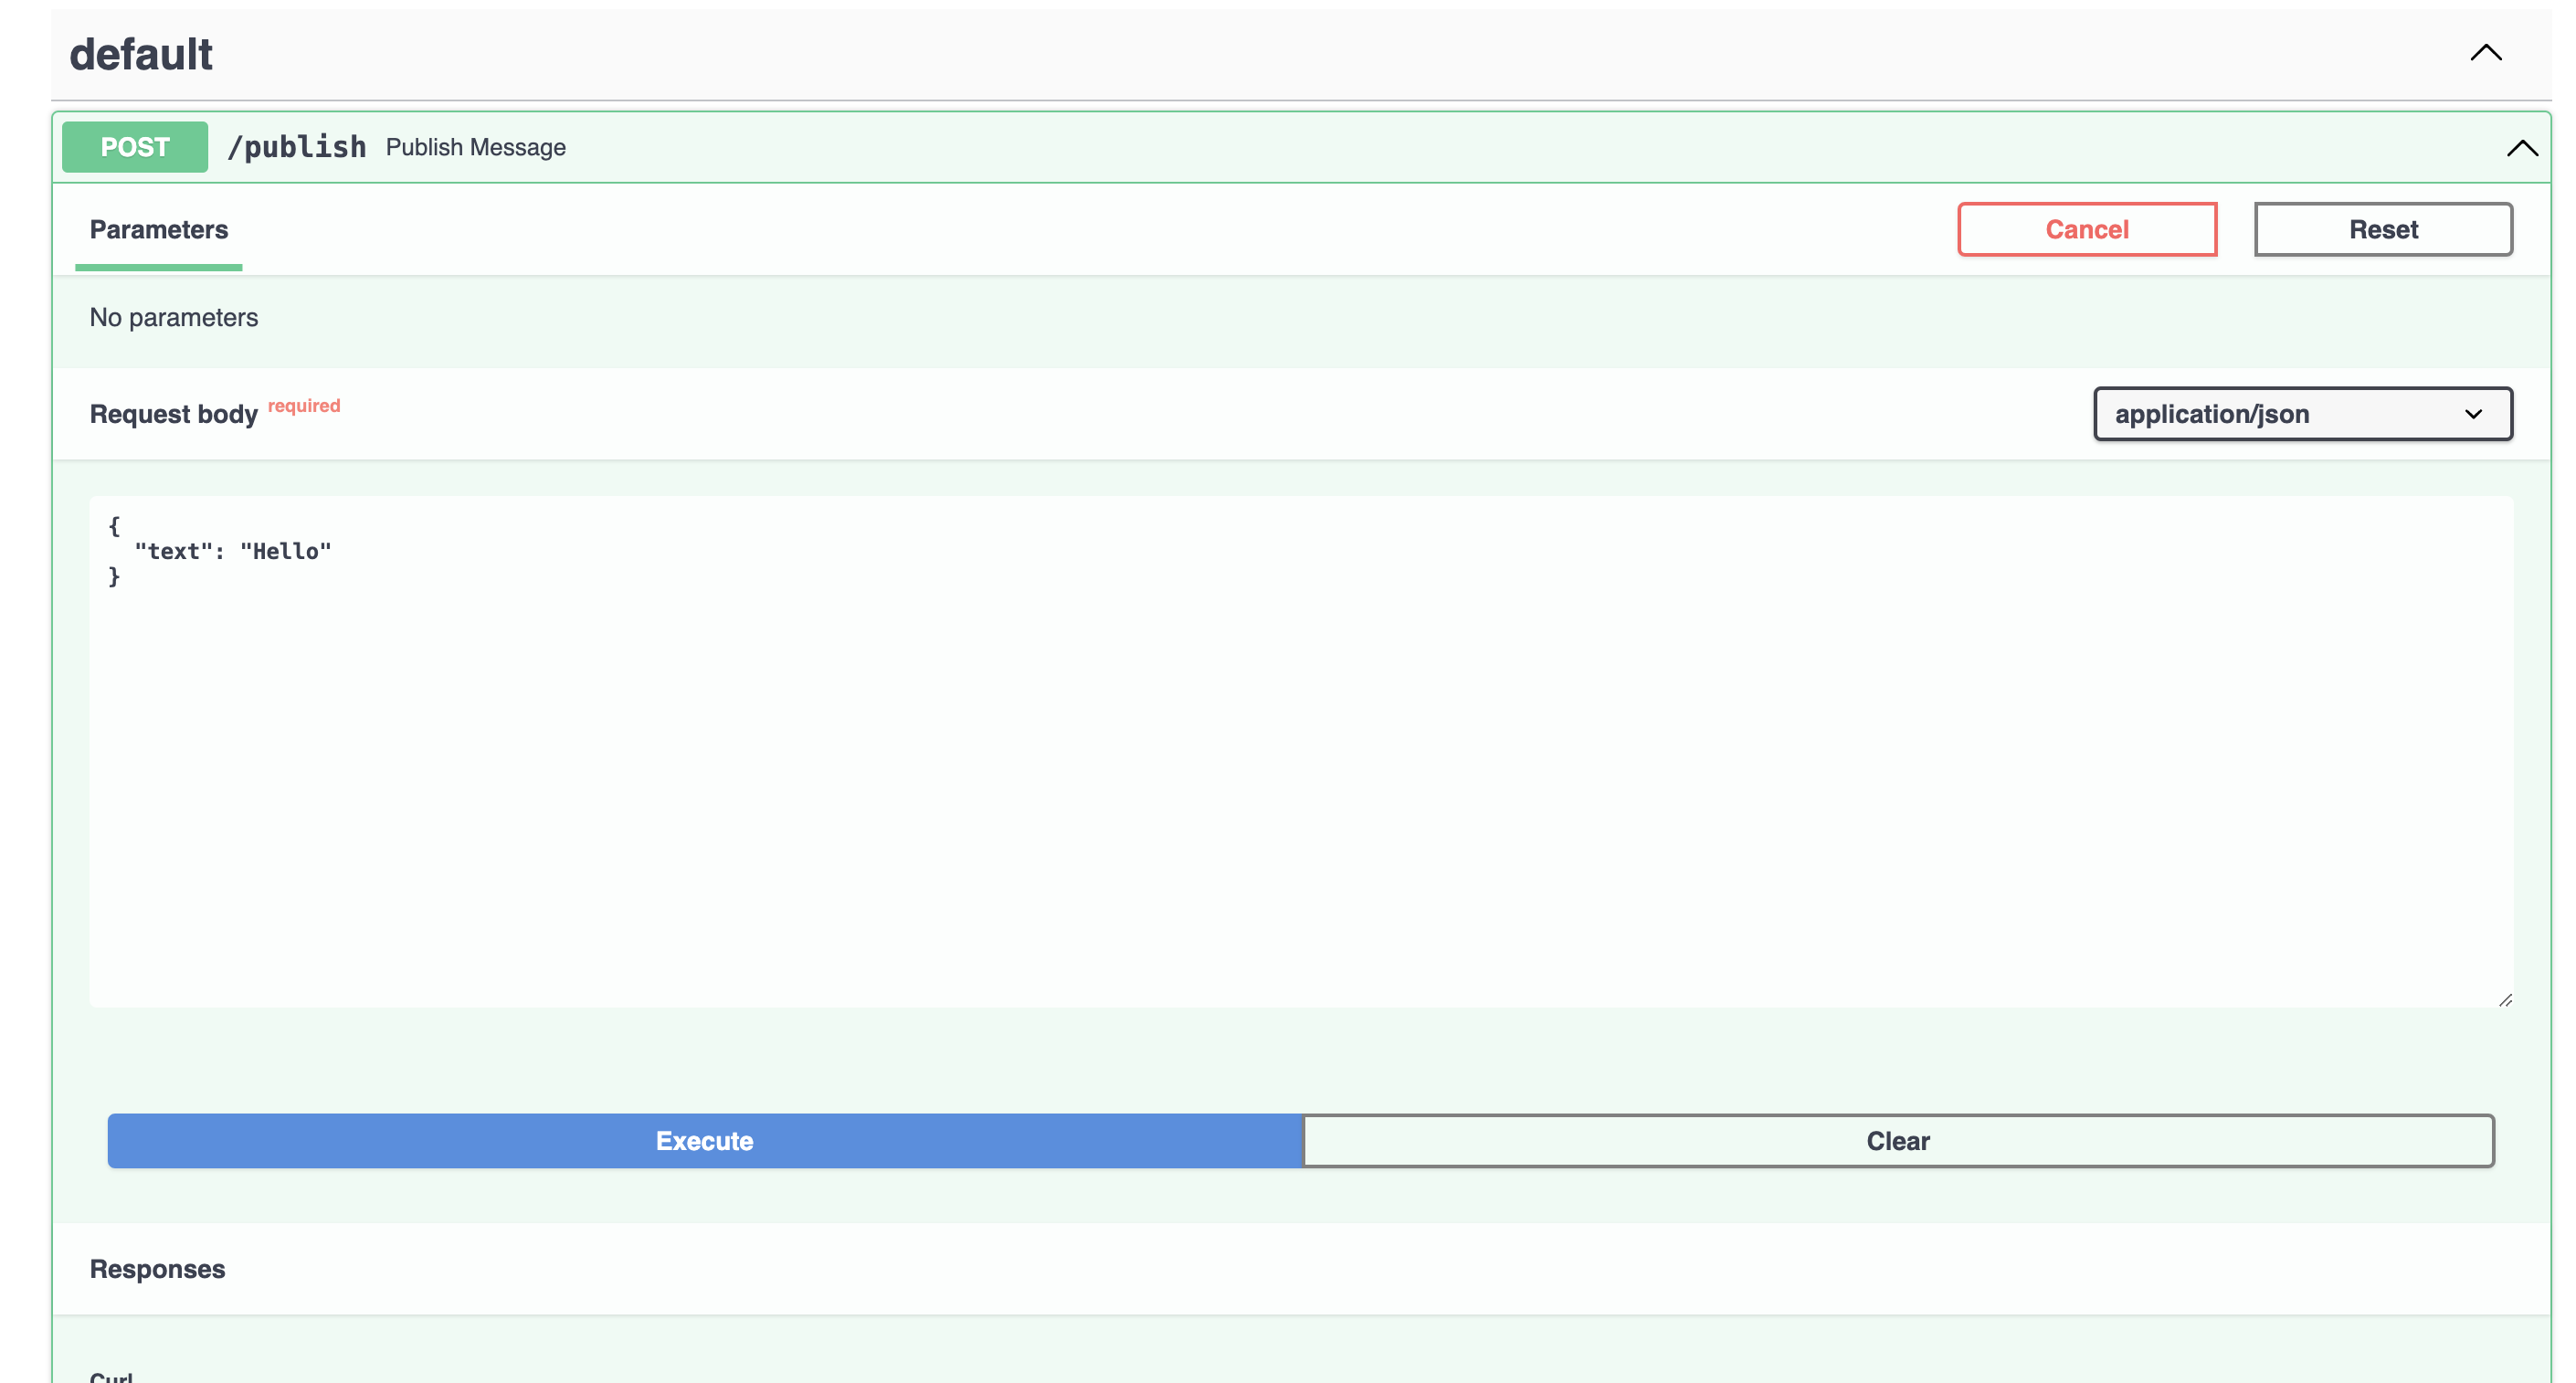 default
POST /publish Publish Message
Parameters
Cancel
Reset
No parameters
Request body required
application/json
{
"text": "Hello"
}
Execute
Clear
Responses
Curl